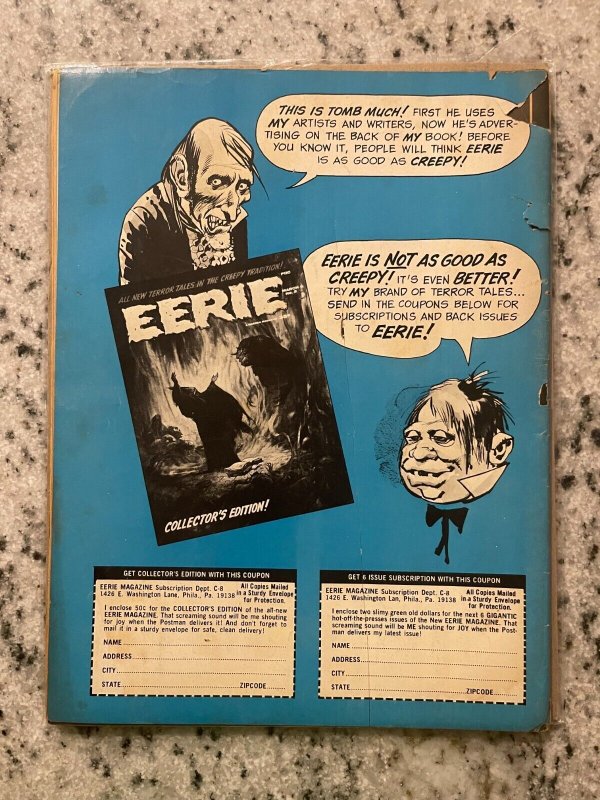 THIS IS TOMB MUCH! FIRST HE USES
MY ARTISTS AND WRITERS, NOW HE'S ADVER-
TISING ON THE BACK OF MY BOOK! BEFORE
YOU KNOW IT, PEOPLE WILL THINK EERIE
IS AS GOOD AS CREEPY!
EERIE IS NOT AS GOOD AS
CREEPY! IT'S EVEN BETTER!
TRY MY BRAND OF TERROR TALES...
SEND IN THE COUPONS BELOW FOR
SUBSCRIPTIONS AND BACK ISSUES
TO EERIE!
ALL NEW TERROR TALES IN THE CREEPY TRADITION!
EERIE
COLLECTOR'S EDITION!
GET COLLECTOR'S EDITION WITH THIS COUPON
EERIE MAGAZINE Subscription Dept. C-8
1426 E. Washington Lane, Phila., Pa. 19138
All Copies Mailed
in a Sturdy Envelope
for Protection.
I enclose 50¢ for the COLLECTOR'S EDITION of the all-new
EERIE MAGAZINE. That screaming sound will be me shouting
for joy when the Postman delivers it! And don't forget to
mail it in a sturdy envelope for safe, clean delivery!
NAME
ADDRESS
CITY
STATE ZIPCODE
GET 6 ISSUE SUBSCRIPTION WITH THIS COUPON
EERIE MAGAZINE Subscription Dept. C-8
1426 E. Washington Lan, Phila., Pa. 19138
All Copies Mailed
in a Sturdy Envelope
for Protection.
I enclose two slimy green old dollars for the next 6 GIGANTIC
hot-off-the-presses issues of the New EERIE MAGAZINE. That
screaming sound will be ME shouting for JOY when the Post-
man delivers my latest issue!
NAME
ADDRESS
CITY
STATE ZIPCODE